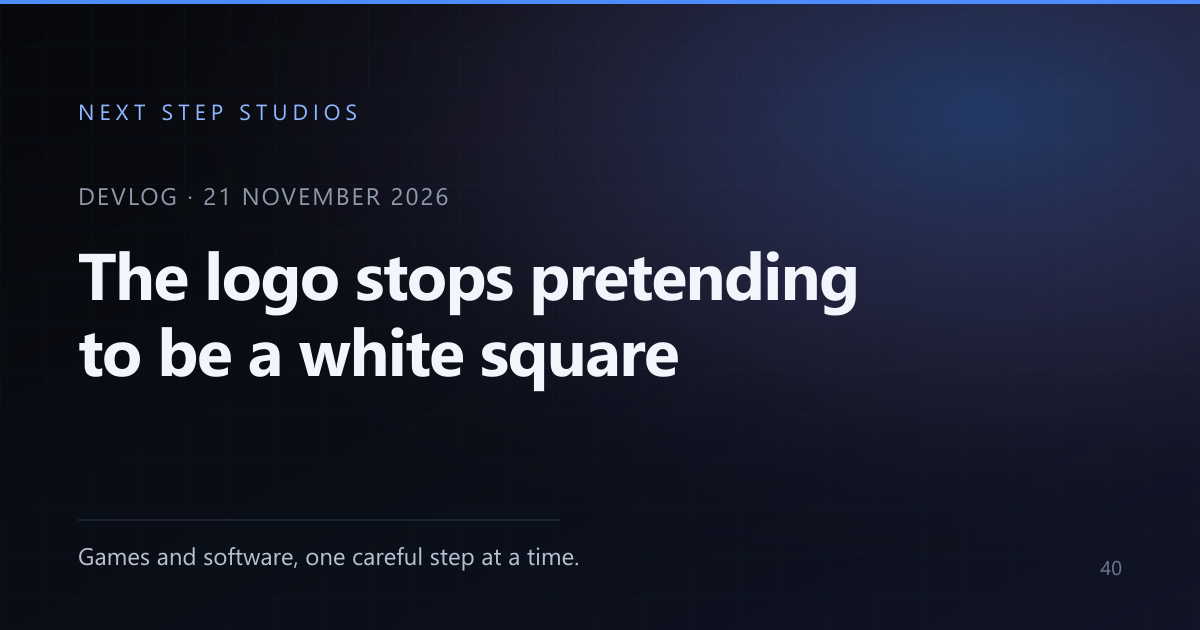 NEXT STEP STUDIOS
DEVLOG · 21 NOVEMBER 2026
The logo stops pretending
to be a white square
Games and software, one careful step at a time.
40